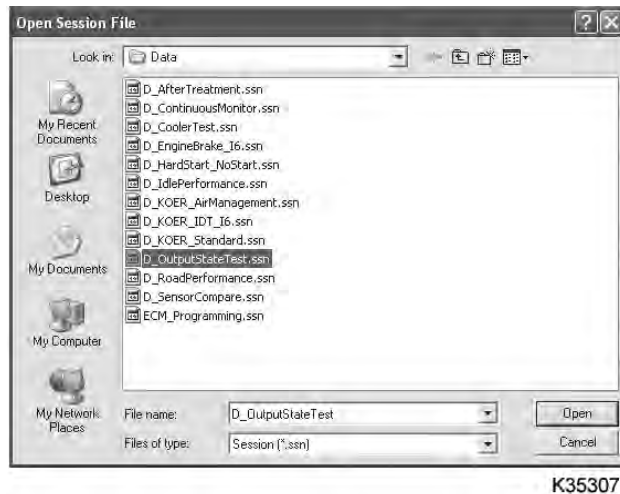 Open Session File
Look in: Data
D_AfterTreatment.ssn
D_ContinuousMonitor.ssn
D_CoolerTest.ssn
D_EngineBrake_I6.ssn
D_HardStart_NoStart.ssn
D_IdlePerformance.ssn
D_KOER_AirManagement.ssn
D_KOER_IDT_I6.ssn
D_KOER_Standard.ssn
D_OutputStateTest.ssn
D_RoadPerformance.ssn
D_SensorCompare.ssn
ECM_Programming.ssn
My Recent
Documents
Desktop
My Documents
My Computer
My Network
Places
File name: D_OutputStateTest Open
Files of type: Session (*.ssn) Cancel
K35307